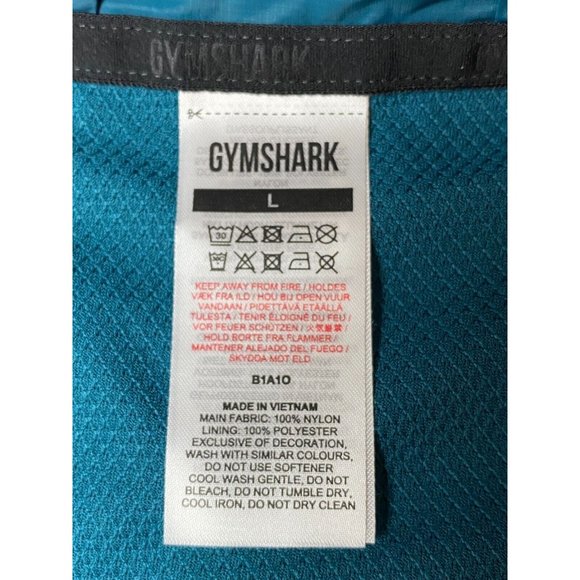 GYMSHARK
GYMSHARK
L
30
KEEP AWAY FROM FIRE / HOLDES
VÆK FRA ILD / HOU BIJ OPEN VUUR
VANDAAN / PIDETTÄVÄ ETÄÄLLÄ
TULESTA / TENIR ÉLOIGNÉ DU FEU /
VOR FEUER SCHÜTZEN / 火気厳禁
HOLD BORTE FRA FLAMMER /
MANTENER ALEJADO DEL FUEGO /
SKYDDA MOT ELD
B1A1O
MADE IN VIETNAM
MAIN FABRIC: 100% NYLON
LINING: 100% POLYESTER
EXCLUSIVE OF DECORATION,
WASH WITH SIMILAR COLOURS,
DO NOT USE SOFTENER
COOL WASH GENTLE, DO NOT
BLEACH, DO NOT TUMBLE DRY,
COOL IRON, DO NOT DRY CLEAN